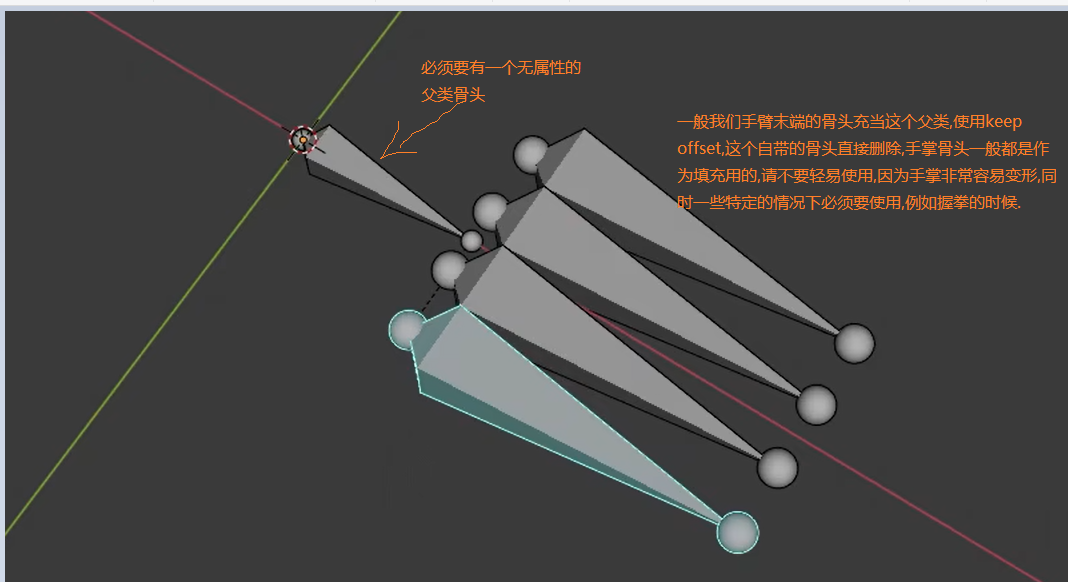 必须要有一个无属性的
父类骨头
一般我们手臂末端的骨头充当这个父类,使用keep
offset,这个自带的骨头直接删除,手掌骨头一般都是作
为填充用的,请不要轻易使用,因为手掌非常容易变形,同
时一些特定的情况下必须要使用,例如握拳的时候.